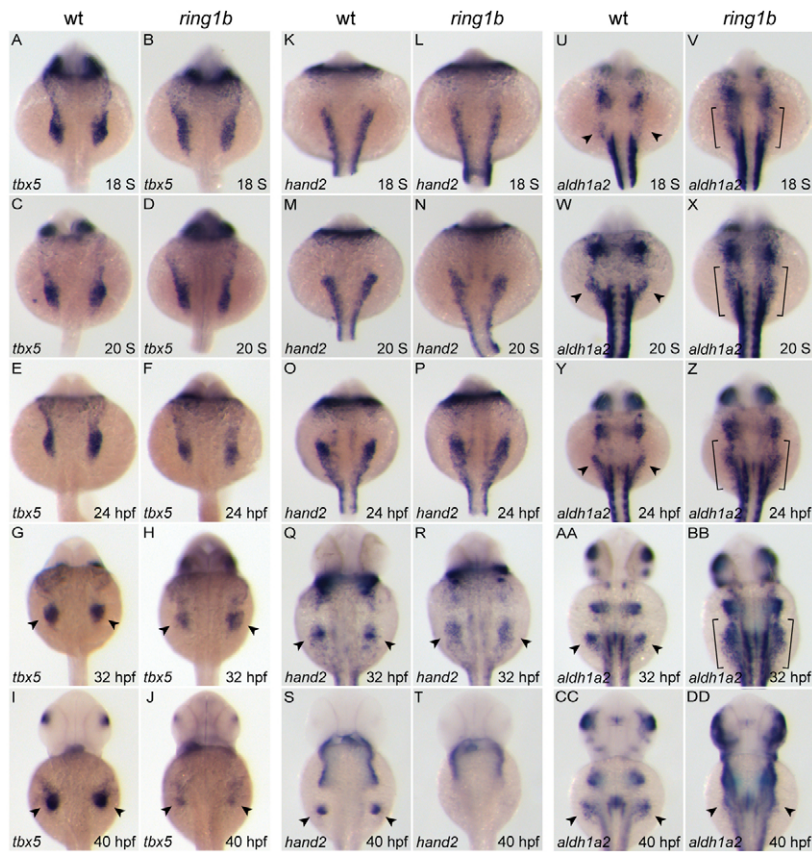 wt ring1b wt ring1b wt ring1b
A B K L U V
tbx5 18 S tbx5 18 S hand2 18 S hand2 18 S aldh1a2 18 S aldh1a2 18 S
C D M N W X
tbx5 20 S tbx5 20 S hand2 20 S hand2 20 S aldh1a2 20 S aldh1a2 20 S
E F O P Y Z
tbx5 24 hpf tbx5 24 hpf hand2 24 hpf hand2 24 hpf aldh1a2 24 hpf aldh1a2 24 hpf
G H Q R AA BB
tbx5 32 hpf tbx5 32 hpf hand2 32 hpf hand2 32 hpf aldh1a2 32 hpf aldh1a2 32 hpf
I J S T CC DD
tbx5 40 hpf tbx5 40 hpf hand2 40 hpf hand2 40 hpf aldh1a2 40 hpf aldh1a2 40 hpf